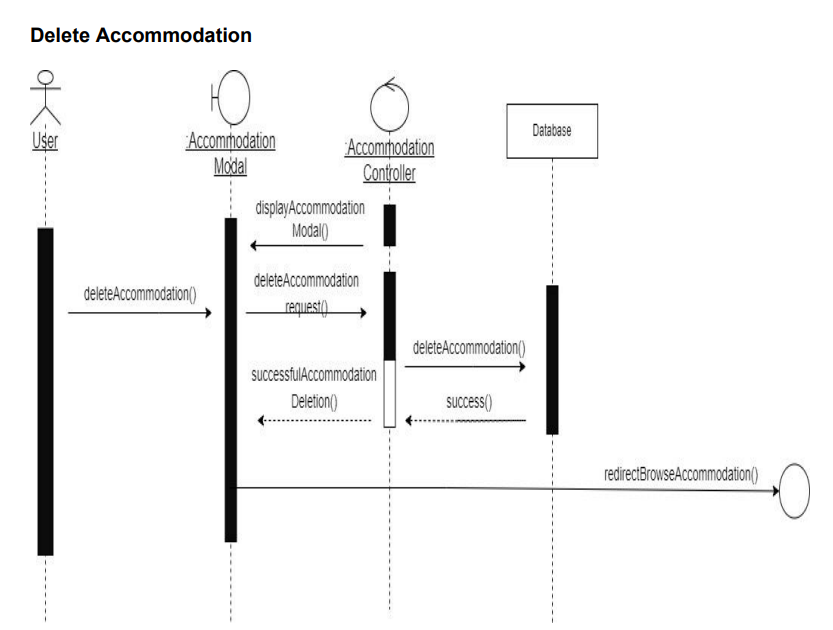 Delete Accommodation
User
:Accommodation
Modal
:Accommodation
Controller
Database
displayAccommodation
Modal()
deleteAccommodation()
deleteAccommodation
request()
deleteAccommodation()
successfulAccommodation
Deletion()
success()
redirectBrowseAccommodation()